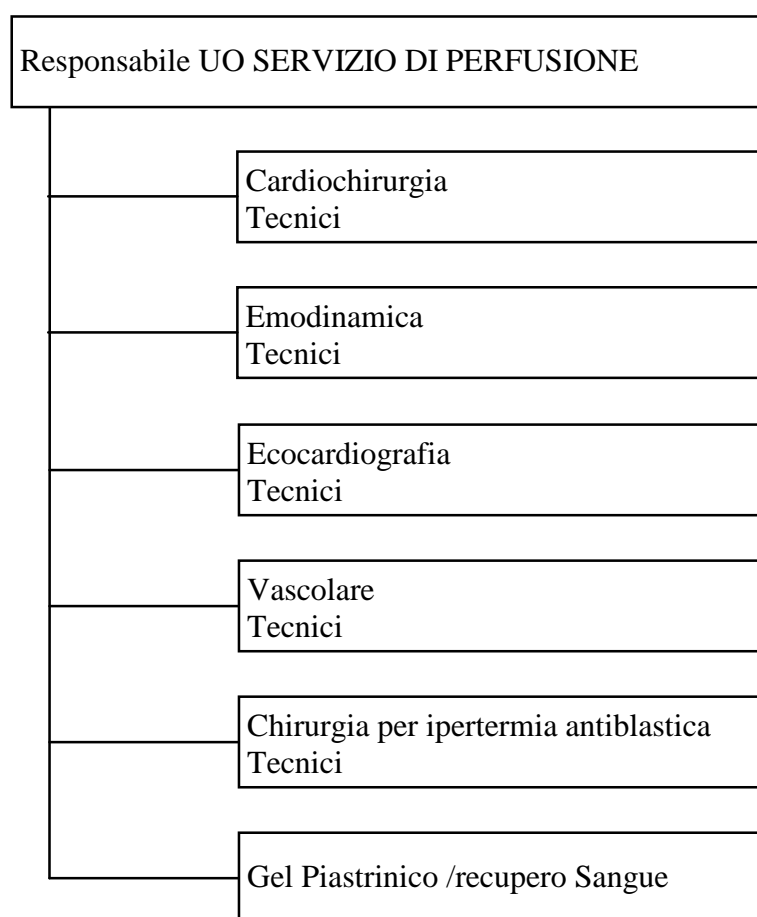 Responsabile UO SERVIZIO DI PERFUSIONE
Cardiochirurgia
Tecnici
Emodinamica
Tecnici
Ecocardiografia
Tecnici
Vascolare
Tecnici
Chirurgia per ipertermia antiblastica
Tecnici
Gel Piastrinico /recupero Sangue